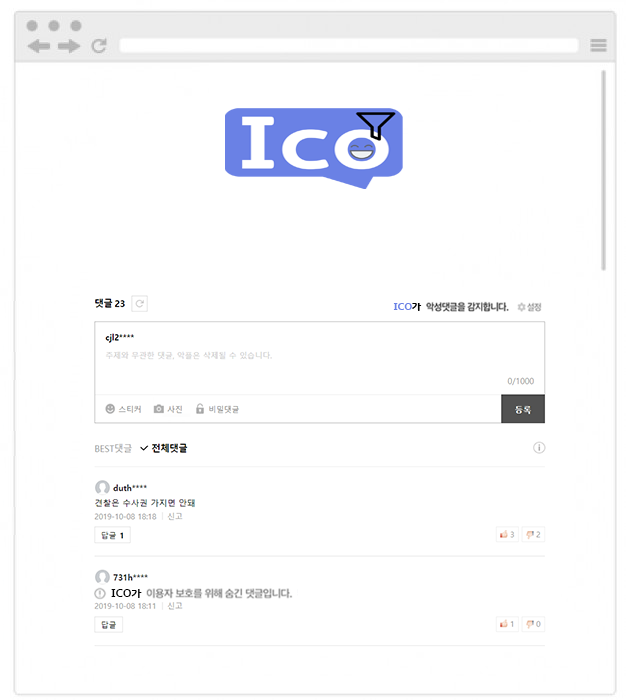 Ico
댓글 23
ICO가 악성댓글을 감지합니다. 설정
cjl2****
주제와 무관한 댓글, 악플은 삭제될 수 있습니다.
0/1000
스티커 사진 비밀댓글 등록
BEST댓글 전체댓글
duth****
견찰은 수사권 가지면 안돼
2019-10-08 18:18 신고
답글 1 3 2
731h****
ICO가 이용자 보호를 위해 숨긴 댓글입니다.
2019-10-08 18:11 신고
답글 1 0